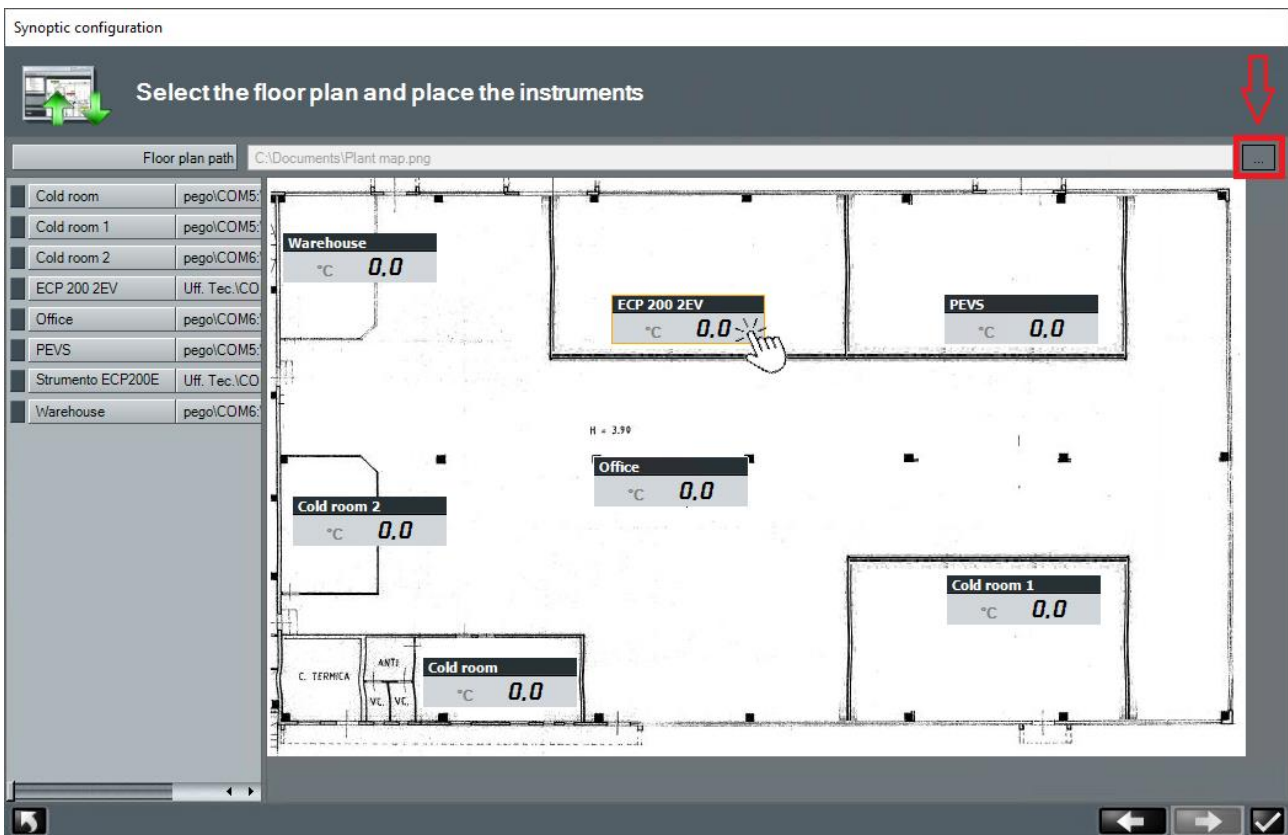 Synoptic configuration
Select the floor plan and place the instruments
Floor plan path C:\Documents\Plant map.png ...
Cold room pego\COM5:
Cold room 1 pego\COM5:
Cold room 2 pego\COM6:
ECP 200 2EV Uff. Tec.\CO
Office pego\COM6:
PEVS pego\COM5:
Strumento ECP200E Uff. Tec.\CO
Warehouse pego\COM6:
Warehouse
°C 0,0
ECP 200 2EV
°C 0,0
PEVS
°C 0,0
H = 3.90
Office
°C 0,0
Cold room 2
°C 0,0
Cold room 1
°C 0,0
C. TERMICA
ANTI
VC. VC.
Cold room
°C 0,0